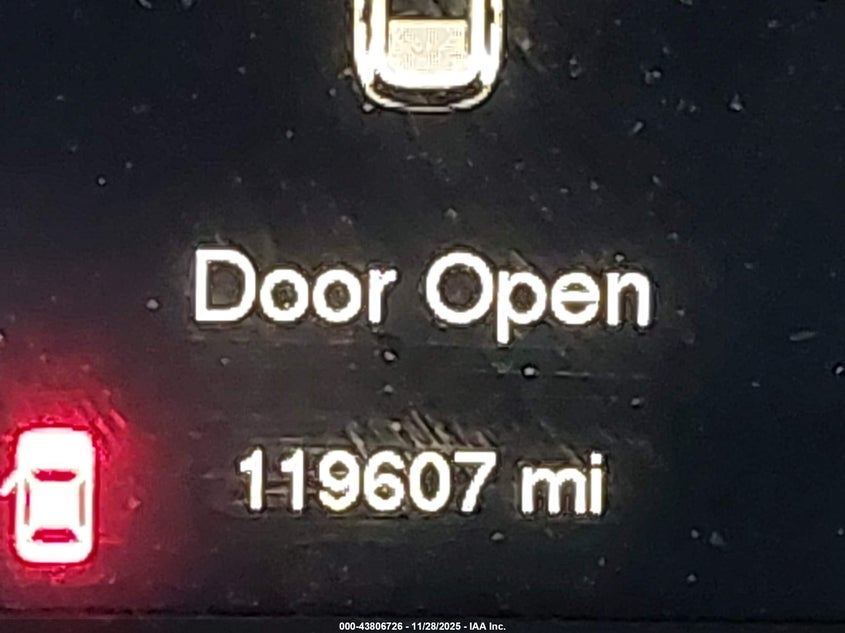 Door Open
119607 mi
000-43806726 - 11/28/2025 - IAA Inc.